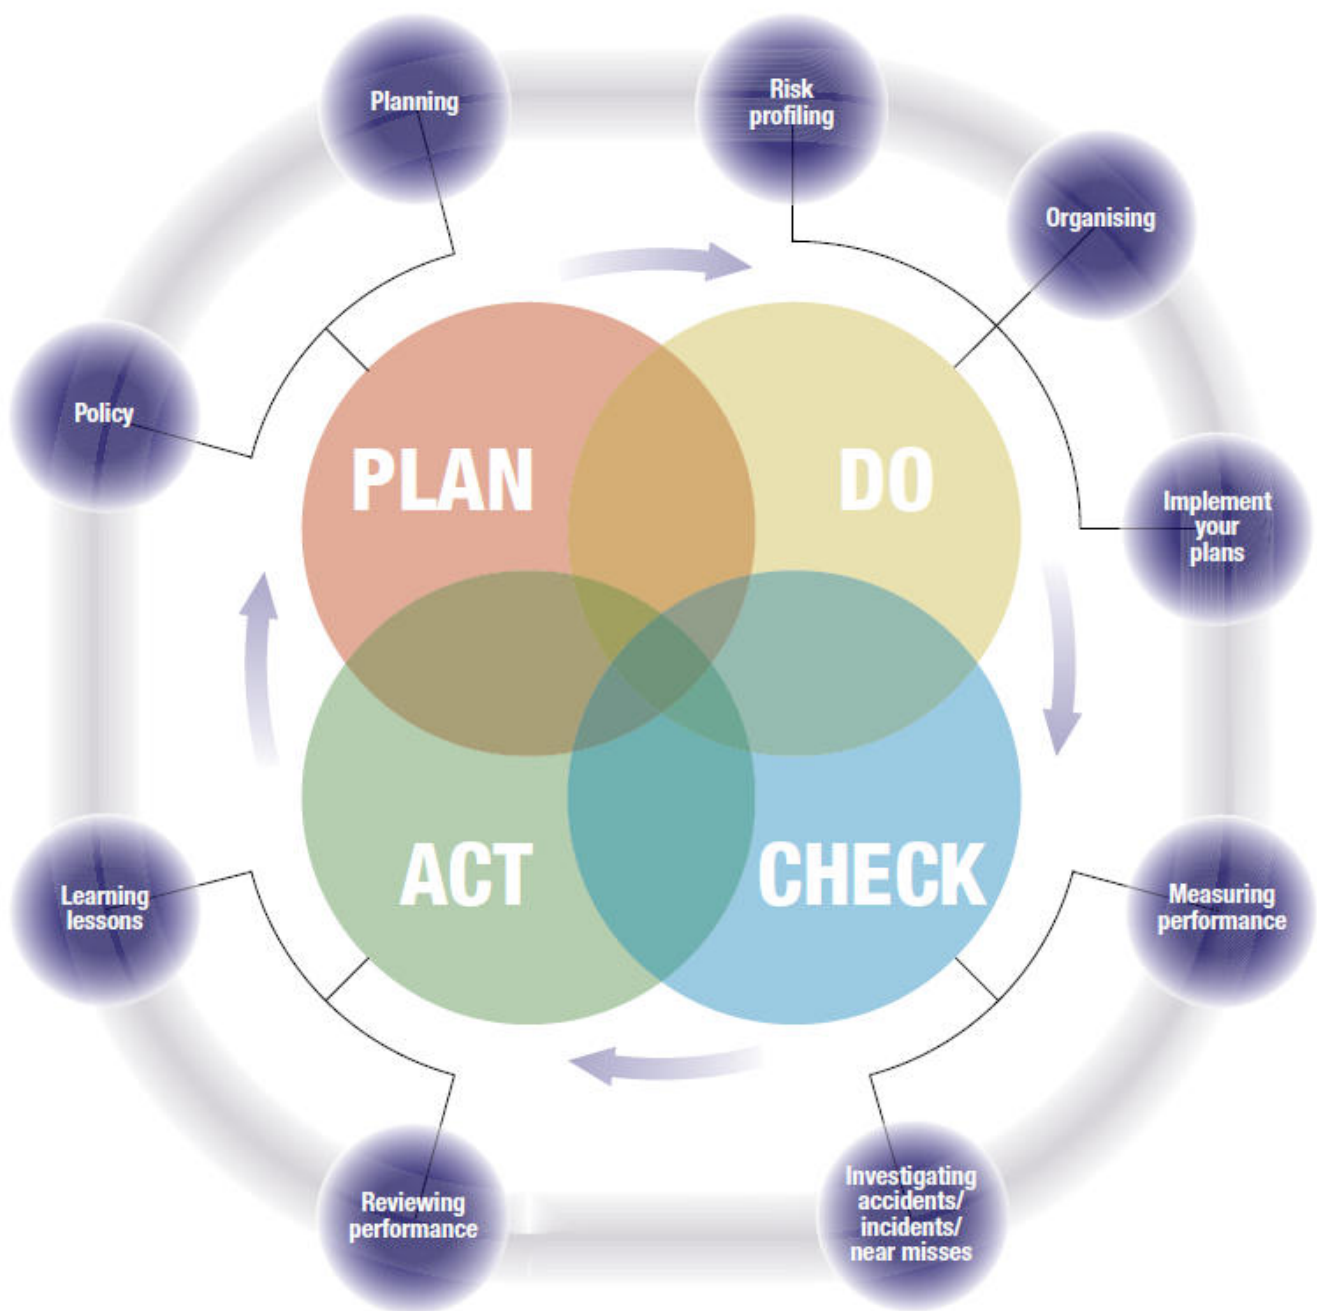 Planning
Risk
profiling
Organising
Policy
PLAN
DO
Implement
your
plans
Learning
lessons
ACT
CHECK
Measuring
performance
Reviewing
performance
Investigating
accidents/
incidents/
near misses